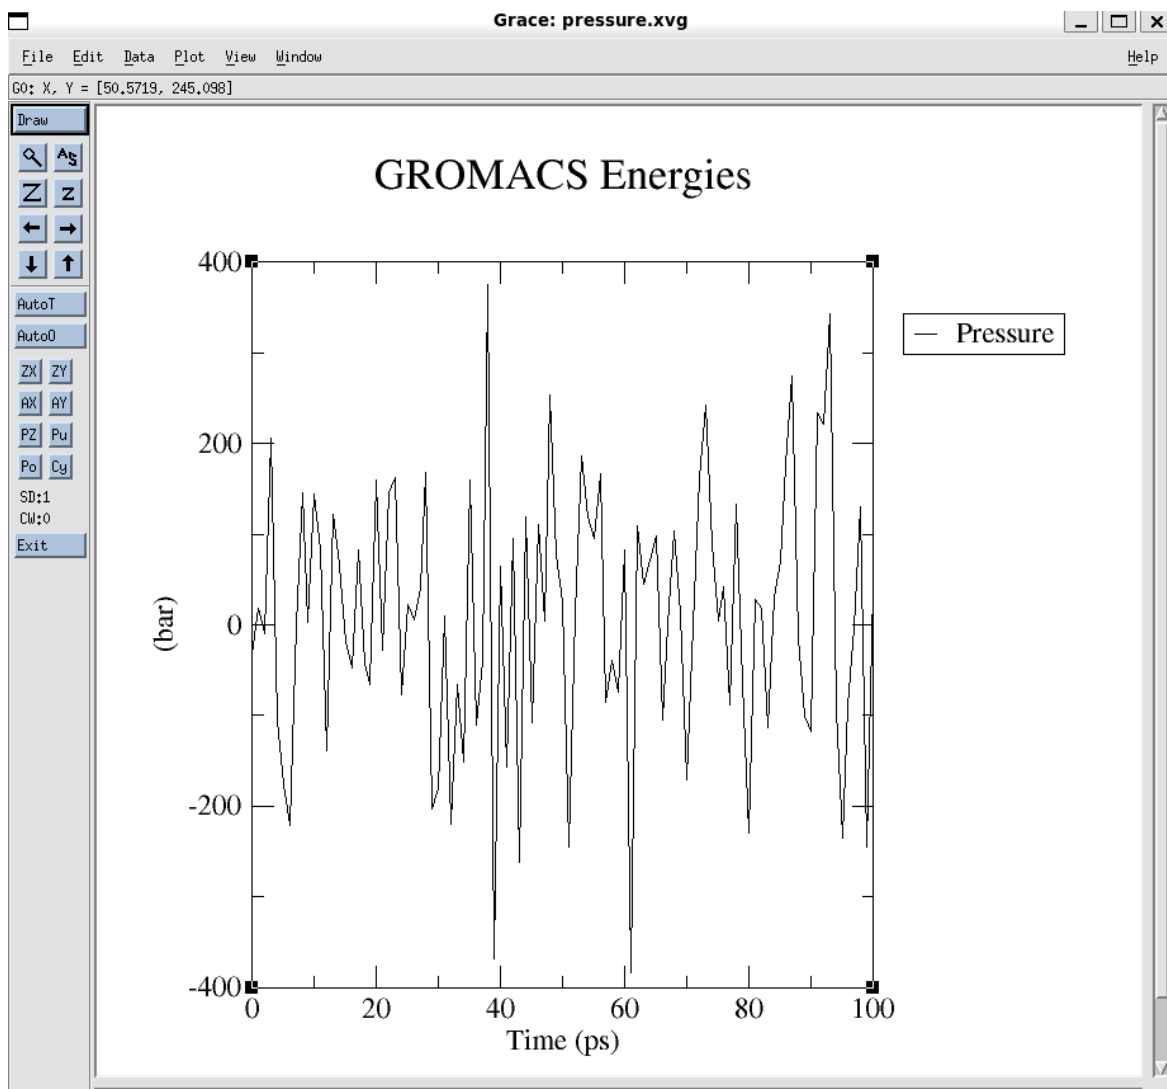 Grace: pressure.xvg
File Edit Data Plot View Window Help
G0: X, Y = [50.5719, 245.098]
Draw
AS
Z z
AutoT
AutoO
ZX ZY
AX AY
PZ Pu
Po Cy
SD:1
CW:0
Exit
GROMACS Energies
400
200
0
-200
-400
(bar)
Pressure
0 20 40 60 80 100
Time (ps)